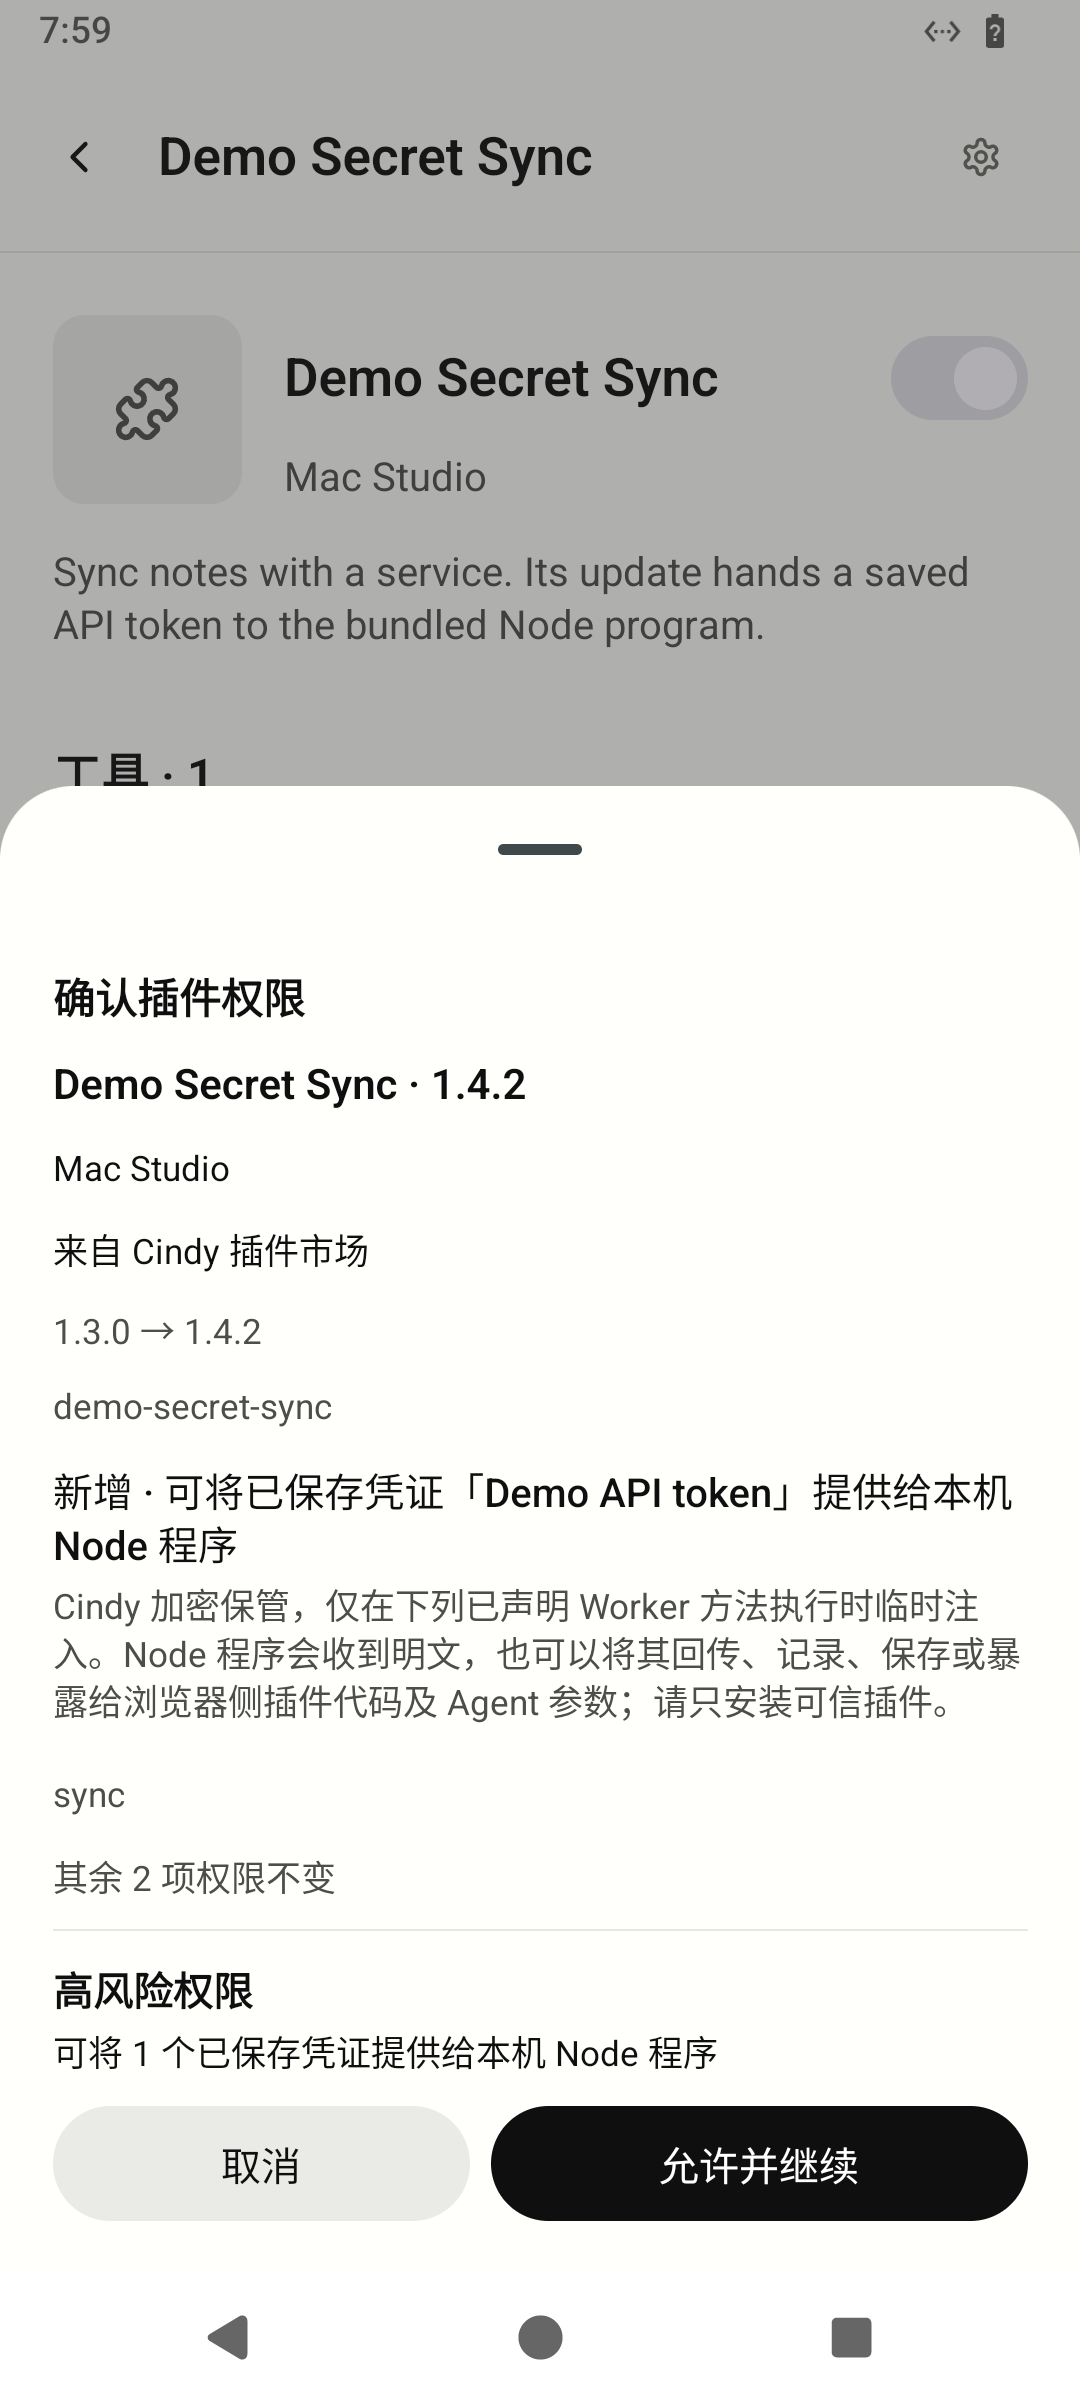 7:59
Demo Secret Sync
Demo Secret Sync
Mac Studio
Sync notes with a service. Its update hands a saved
API token to the bundled Node program.
工具 · 1
确认插件权限
Demo Secret Sync · 1.4.2
Mac Studio
来自 Cindy 插件市场
1.3.0 → 1.4.2
demo-secret-sync
新增 · 可将已保存凭证「Demo API token」提供给本机
Node 程序
Cindy 加密保管，仅在下列已声明 Worker 方法执行时临时注
入。Node 程序会收到明文，也可以将其回传、记录、保存或暴
露给浏览器侧插件代码及 Agent 参数；请只安装可信插件。
sync
其余 2 项权限不变
高风险权限
可将 1 个已保存凭证提供给本机 Node 程序
取消
允许并继续